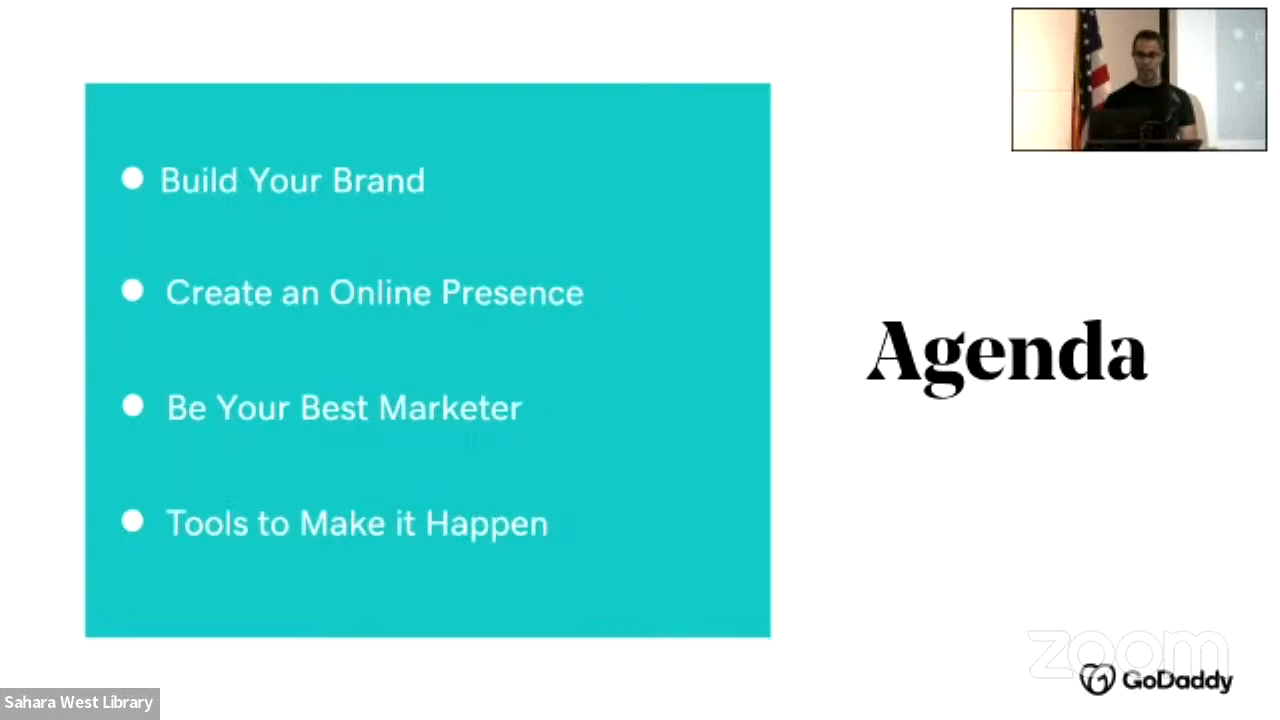 Build Your Brand
Create an Online Presence
Be Your Best Marketer
Tools to Make it Happen
Agenda
zoom
GoDaddy
Sahara West Library